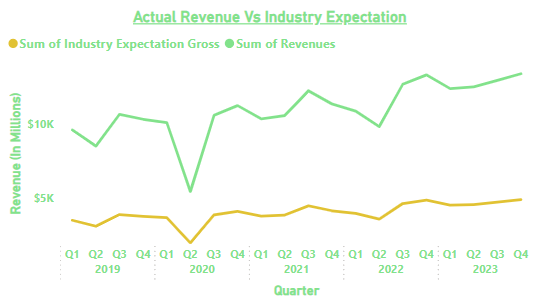 Actual Revenue Vs Industry Expectation
Sum of Industry Expectation Gross Sum of Revenues
Revenue (In Millions)
$10K
$5K
Q1 Q2 Q3 Q4 Q1 Q2 Q3 Q4 Q1 Q2 Q3 Q4 Q1 Q2 Q3 Q4 Q1 Q2 Q3 Q4
2019 2020 2021 2022 2023
Quarter